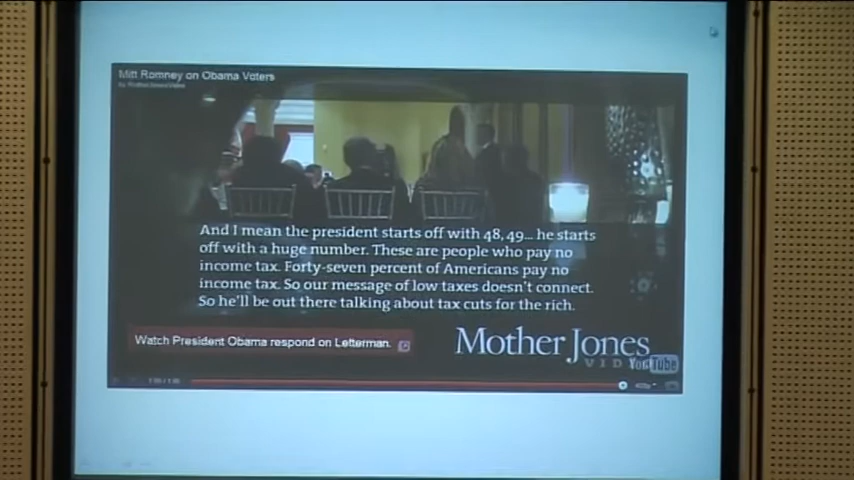 Mitt Romney on Obama Voters
And I mean the president starts off with 48, 49... he starts
off with a huge number. These are people who pay no
income tax. Forty-seven percent of Americans pay no
income tax. So our message of low taxes doesn't connect.
So he'll be out there talking about tax cuts for the rich.
Watch President Obama respond on Letterman.
Mother Jones
VID
YouTube